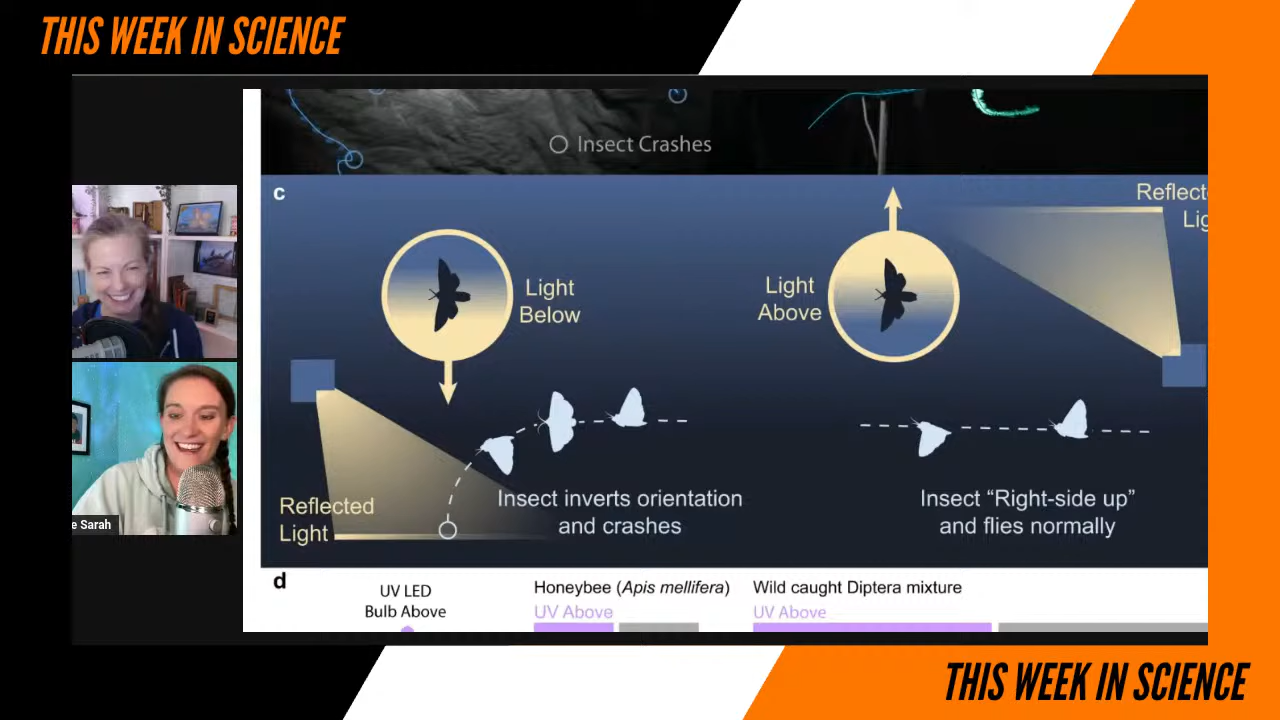 THIS WEEK IN SCIENCE
Insect Crashes
c
Light
Below
Light
Above
Reflected
Light
Insect inverts orientation
and crashes
Insect “Right-side up”
and flies normally
Sarah
d
UV LED
Bulb Above
Honeybee (Apis mellifera)
UV Above
Wild caught Diptera mixture
UV Above
THIS WEEK IN SCIENCE